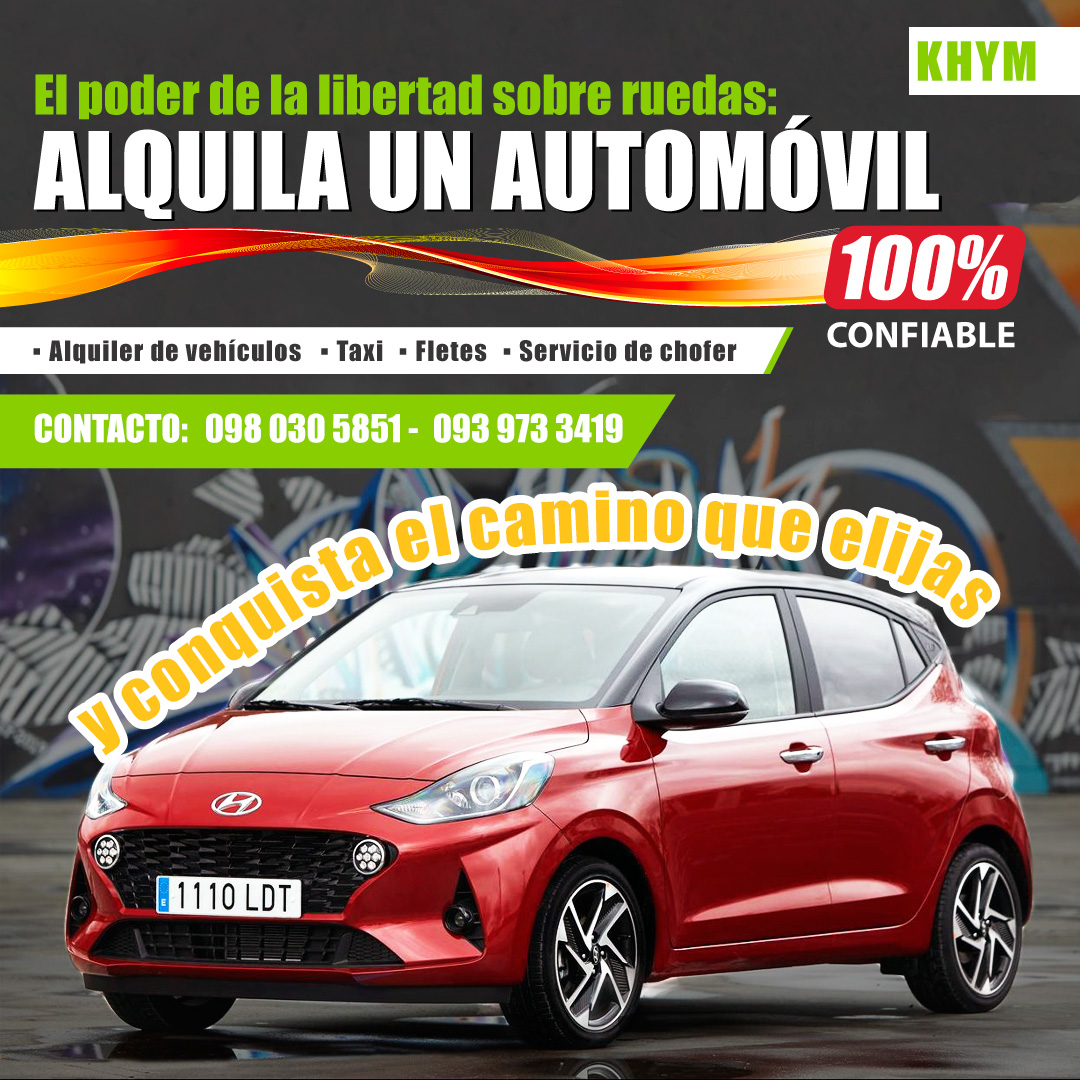 KHYM
El poder de la libertad sobre ruedas:
ALQUILA UN AUTOMÓVIL
100%
CONFIABLE
▪ Alquiler de vehículos ▪ Taxi ▪ Fletes ▪ Servicio de chofer
CONTACTO: 098 030 5851 - 093 973 3419
y conquista el camino que elijas
E 1110 LDT